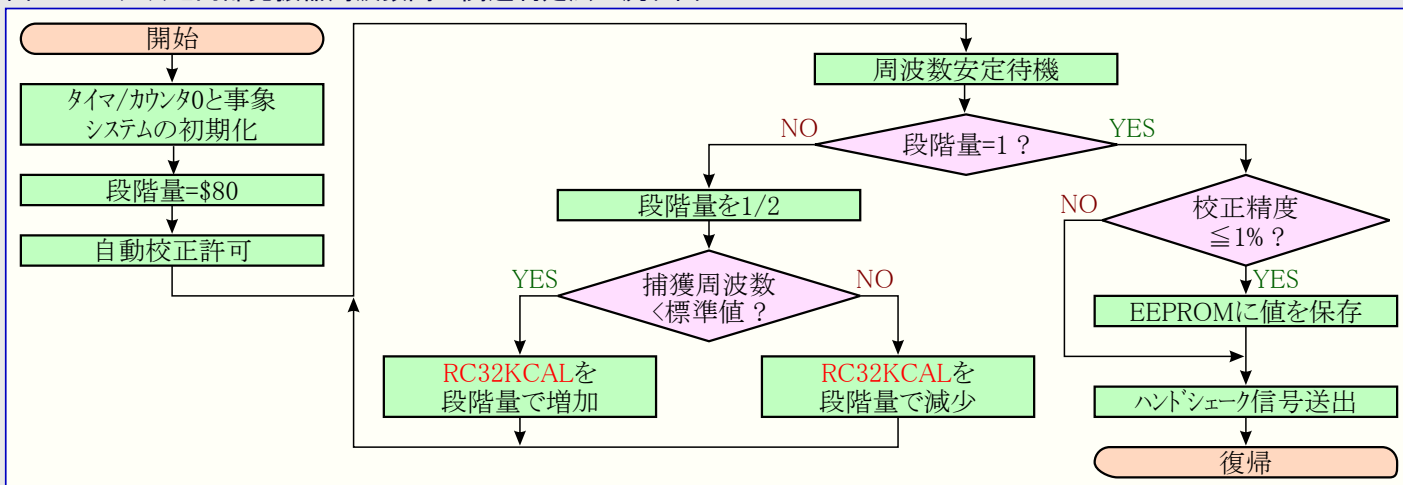 開始
ﾀｲﾏ/ｶｳﾝﾀ0と事象
システムの初期化
段階量=$80
自動校正許可
周波数安定待機
段階量=1 ?
NO
YES
段階量を1/2
捕獲周波数
<標準値 ?
YES
NO
RC32KCALを
段階量で増加
RC32KCALを
段階量で減少
校正精度
≦1% ?
NO
YES
EEPROMに値を保存
ﾊﾝﾄﾞｼｪｰｸ信号送出
復帰